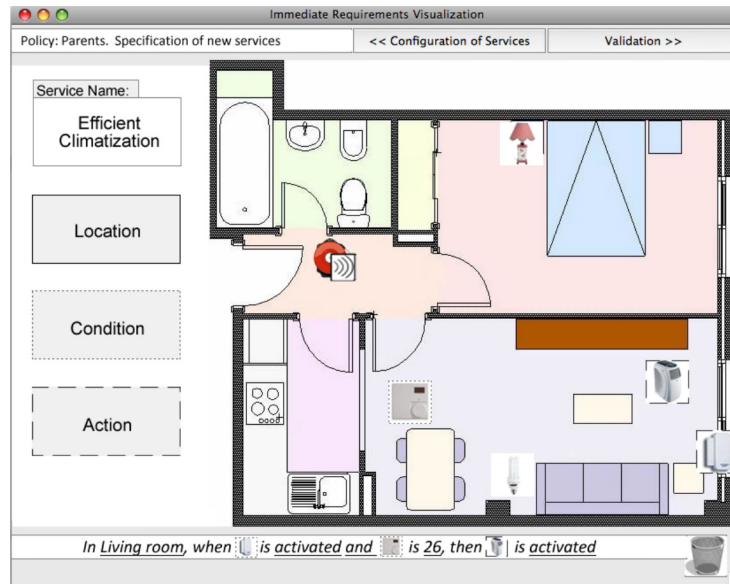 Immediate Requirements Visualization
Policy: Parents. Specification of new services
<< Configuration of Services
Validation >>
Service Name:
Efficient
Climatization
Location
Condition
Action
In Living room, when is activated and is 26, then is activated